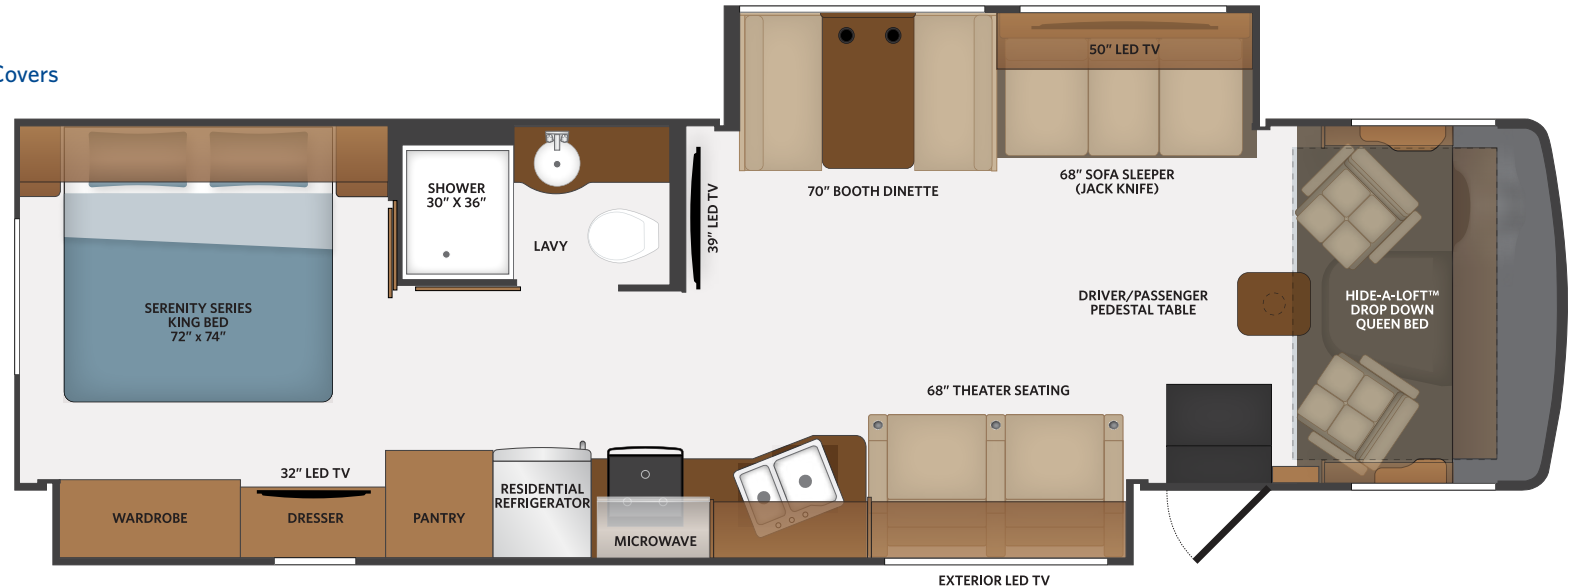 Covers
50" LED TV
SHOWER
30" X 36"
LAVY
39" LED TV
70" BOOTH DINETTE
68" SOFA SLEEPER
(JACK KNIFE)
SERENITY SERIES
KING BED
72" x 74"
DRIVER/PASSENGER
PEDESTAL TABLE
HIDE-A-LOFT™
DROP DOWN
QUEEN BED
68" THEATER SEATING
32" LED TV
WARDROBE
DRESSER
PANTRY
RESIDENTIAL
REFRIGERATOR
MICROWAVE
EXTERIOR LED TV